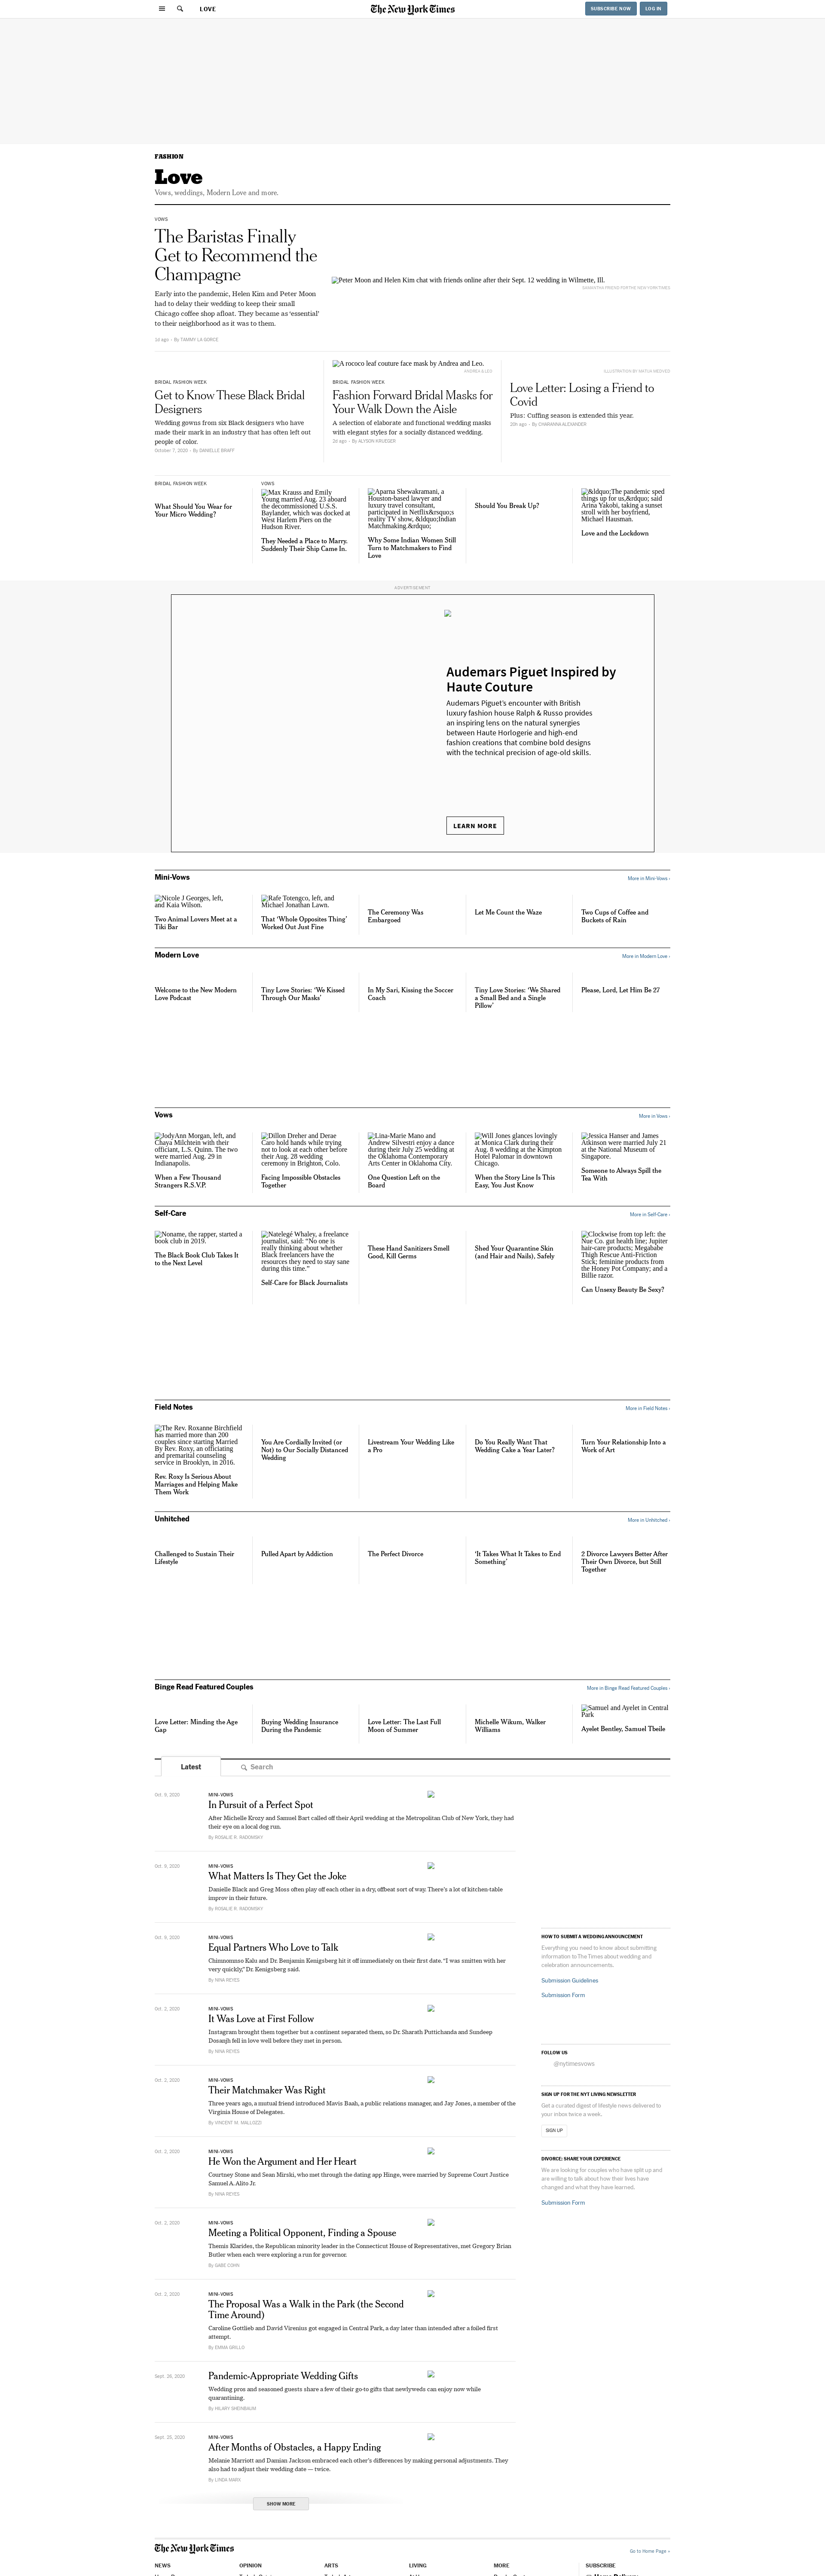 LOVE
The New York Times
SUBSCRIBE NOW
LOG IN
FASHION
Love
Vows, weddings, Modern Love and more.
VOWS
The Baristas Finally
Get to Recommend the
Champagne
Early into the pandemic, Helen Kim and Peter Moon
had to delay their wedding to keep their small
Chicago coffee shop afloat. They became as 'essential'
to their neighborhood as it was to them.
1d ago · By TAMMY LA GORCE
Peter Moon and Helen Kim chat with friends online after their Sept. 12 wedding in Wilmette, Ill.
BRIDAL FASHION WEEK
Get to Know These Black Bridal
Designers
Wedding gowns from six Black designers who have
made their mark in an industry that has often left out
people of color.
October 7, 2020 · By DANIELLE BRAFF
A rococo leaf couture face mask by Andrea and Leo.
ANDREA & LEO
BRIDAL FASHION WEEK
Fashion Forward Bridal Masks for
Your Walk Down the Aisle
A selection of elaborate and functional wedding masks
with elegant styles for a socially distanced wedding.
2d ago · By ALYSON KRUEGER
Love Letter: Losing a Friend to
Covid
Plus: Cuffing season is extended this year.
20h ago · By CHARANNA ALEXANDER
BRIDAL FASHION WEEK
What Should You Wear for
Your Micro Wedding?
VOWS
Max Krauss and Emily
Young married Aug. 23 aboard
the decommissioned U.S.S.
Baylander, which was docked at
West Harlem Piers on the
Hudson River.
They Needed a Place to Marry.
Suddenly Their Ship Came In.
Aparna Shewakramani, a
Houston-based lawyer and
luxury travel consultant,
participated in Netflix&rsquo;s
reality TV show, &ldquo;Indian
Matchmaking.&rdquo;
Why Some Indian Women Still
Turn to Matchmakers to Find
Love
Should You Break Up?
&ldquo;The pandemic sped
things up for us,&rdquo; said
Arina Yakobi, taking a sunset
stroll with her boyfriend,
Michael Hausman.
Love and the Lockdown
ADVERTISEMENT
Audemars Piguet Inspired by
Haute Couture
Audemars Piguet's encounter with British
luxury fashion house Ralph & Russo provides
an inspiring lens on the natural synergies
between Haute Horlogerie and high-end
fashion creations that combine bold designs
with the technical precision of age-old skills.
LEARN MORE
Mini-Vows
More in Mini-Vows ›
Nicole J Georges, left,
and Kaia Wilson.
Two Animal Lovers Meet at a
Tiki Bar
Rafe Totengco, left, and
Michael Jonathan Lawn.
That 'Whole Opposites Thing'
Worked Out Just Fine
The Ceremony Was
Embargoed
Let Me Count the Waze
Two Cups of Coffee and
Buckets of Rain
Modern Love
More in Modern Love ›
Welcome to the New Modern
Love Podcast
Tiny Love Stories: 'We Kissed
Through Our Masks'
In My Sari, Kissing the Soccer
Coach
Tiny Love Stories: 'We Shared
a Small Bed and a Single
Pillow'
Please, Lord, Let Him Be 27
Vows
More in Vows ›
JodyAnn Morgan, left, and
Chaya Milchtein with their
officiant, L.S. Quinn. The two
were married Aug. 29 in
Indianapolis.
When a Few Thousand
Strangers R.S.V.P.
Dillon Dreher and Derae
Caro hold hands while trying
not to look at each other before
their Aug. 28 wedding
ceremony in Brighton, Colo.
Facing Impossible Obstacles
Together
Lina-Marie Mano and
Andrew Silvestri enjoy a dance
during their July 25 wedding at
the Oklahoma Contemporary
Arts Center in Oklahoma City.
One Question Left on the
Board
Will Jones glances lovingly
at Monica Clark during their
Aug. 8 wedding at the Kimpton
Hotel Palomar in downtown
Chicago.
When the Story Line Is This
Easy, You Just Know
Jessica Hanser and James
Atkinson were married July 21
at the National Museum of
Singapore.
Someone to Always Spill the
Tea With
Self-Care
More in Self-Care ›
Noname, the rapper, started a
book club in 2019.
The Black Book Club Takes It
to the Next Level
Natelegé Whaley, a freelance
journalist, said: "No one is
really thinking about whether
Black freelancers have the
resources they need to stay sane
during this time."
Self-Care for Black Journalists
These Hand Sanitizers Smell
Good, Kill Germs
Shed Your Quarantine Skin
(and Hair and Nails), Safely
Clockwise from top left: the
Nue Co. gut health line; Jupiter
hair-care products; Megababe
Thigh Rescue Anti-Friction
Stick; feminine products from
the Honey Pot Company; and a
Billie razor.
Can Unsexy Beauty Be Sexy?
Field Notes
More in Field Notes ›
The Rev. Roxanne Birchfield
has married more than 200
couples since starting Married
By Rev. Roxy, an officiating
and premarital counseling
service in Brooklyn, in 2016.
Rev. Roxy Is Serious About
Marriages and Helping Make
Them Work
You Are Cordially Invited (or
Not) to Our Socially Distanced
Wedding
Livestream Your Wedding Like
a Pro
Do You Really Want That
Wedding Cake a Year Later?
Turn Your Relationship Into a
Work of Art
Unhitched
More in Unhitched ›
Challenged to Sustain Their
Lifestyle
Pulled Apart by Addiction
The Perfect Divorce
'It Takes What It Takes to End
Something'
2 Divorce Lawyers Better After
Their Own Divorce, but Still
Together
Binge Read Featured Couples
More in Binge Read Featured Couples ›
Love Letter: Minding the Age
Gap
Buying Wedding Insurance
During the Pandemic
Love Letter: The Last Full
Moon of Summer
Michelle Wikum, Walker
Williams
Samuel and Ayelet in Central
Park
Ayelet Bentley, Samuel Tbeile
Latest
Search
MINI-VOWS
In Pursuit of a Perfect Spot
After Michelle Krozy and Samuel Bart called off their April wedding at the Metropolitan Club of New York, they had
their eye on a local dog run.
By ROSALIE R. RADOMSKY
MINI-VOWS
What Matters Is They Get the Joke
Danielle Black and Greg Moss often play off each other in a dry, offbeat sort of way. There's a lot of kitchen-table
improv in their future.
By ROSALIE R. RADOMSKY
MINI-VOWS
Equal Partners Who Love to Talk
Chimnomnso Kalu and Dr. Benjamin Kenigsberg hit it off immediately on their first date. "I was smitten with her
very quickly," Dr. Kenigsberg said.
By NINA REYES
Oct. 2, 2020
MINI-VOWS
It Was Love at First Follow
Instagram brought them together but a continent separated them, so Dr. Sharath Puttichanda and Sundeep
Dosanjh fell in love well before they met in person.
By NINA REYES
Oct. 2, 2020
MINI-VOWS
Their Matchmaker Was Right
Three years ago, a mutual friend introduced Mavis Baah, a public relations manager, and Jay Jones, a member of the
Virginia House of Delegates.
By VINCENT M. MALLOZZI
Oct. 2, 2020
MINI-VOWS
He Won the Argument and Her Heart
Courtney Stone and Sean Mirski, who met through the dating app Hinge, were married by Supreme Court Justice
Samuel A. Alito Jr.
By NINA REYES
Oct. 2, 2020
MINI-VOWS
Meeting a Political Opponent, Finding a Spouse
Themis Klarides, the Republican minority leader in the Connecticut House of Representatives, met Gregory Brian
Butler when each were exploring a run for governor.
By GABE COHN
Oct. 2, 2020
MINI-VOWS
The Proposal Was a Walk in the Park (the Second
Time Around)
Caroline Gottlieb and David Virenius got engaged in Central Park, a day later than intended after a foiled first
attempt.
By EMMA GRILLO
Pandemic-Appropriate Wedding Gifts
Wedding pros and seasoned guests share a few of their go-to gifts that newlyweds can enjoy now while
quarantining.
By HILARY SHEINBAUM
MINI-VOWS
After Months of Obstacles, a Happy Ending
Melanie Marriott and Damian Jackson embraced each other's differences by making personal adjustments. They
also had to adjust their wedding date — twice.
By LINDA MARX
SHOW MORE
HOW TO SUBMIT A WEDDING ANNOUNCEMENT
Everything you need to know about submitting
information to The Times about wedding and
celebration announcements.
Submission Guidelines
Submission Form
FOLLOW US
@nytimesvows
SIGN UP FOR THE NYT LIVING NEWSLETTER
Get a curated digest of lifestyle news delivered to
your inbox twice a week.
SIGN UP
DIVORCE: SHARE YOUR EXPERIENCE
We are looking for couples who have split up and
are willing to talk about how their lives have
changed and what they have learned.
Submission Form
The New York Times
Go to Home Page »
NEWS
OPINION
ARTS
LIVING
MORE
SUBSCRIBE